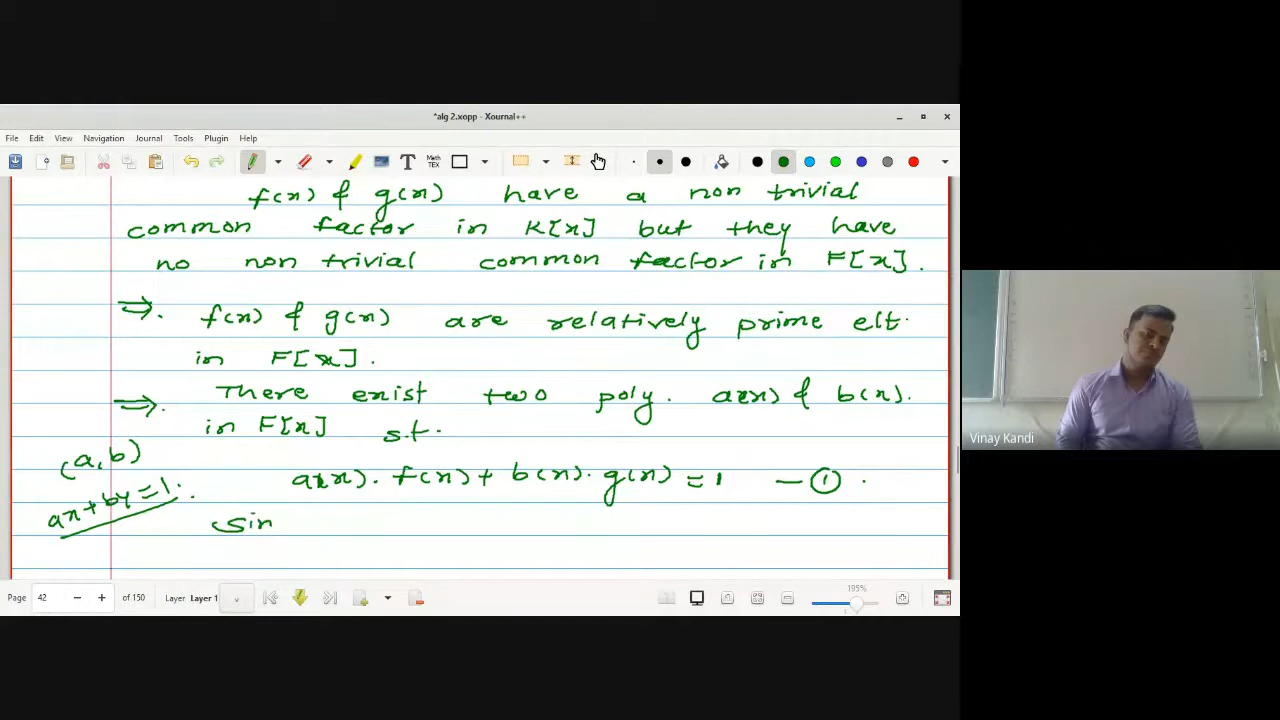 *alg 2.xopp - Xournal++
File Edit View Navigation Journal Tools Plugin Help
f(x) & g(x) have a non trivial
common factor in K[x] but they have
no non trivial common factor in F[x].
⇒. f(x) & g(x) are relatively prime elt.
in F[x].
⇒. There exist two poly. a(x) & b(x).
in F[x] s.t.
(a,b)
ax+by=1.
a(x). f(x) + b(x). g(x) = 1 — ① .
Sin
Vinay Kandi
Page 42 of 150 Layer Layer 1 195%